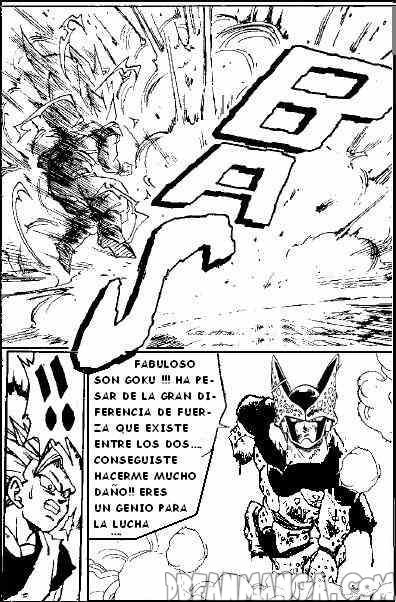 BAS
!!
FABULOSO
SON GOKU !!! HA PE-
SAR DE LA GRAN DI-
FERENCIA DE FUER-
ZA QUE EXISTE
ENTRE LOS DOS....
CONSEGUISTE
HACERME MUCHO
DAÑO!! ERES
UN GENIO PARA
LA LUCHA
....
DREAMMANGA.COM